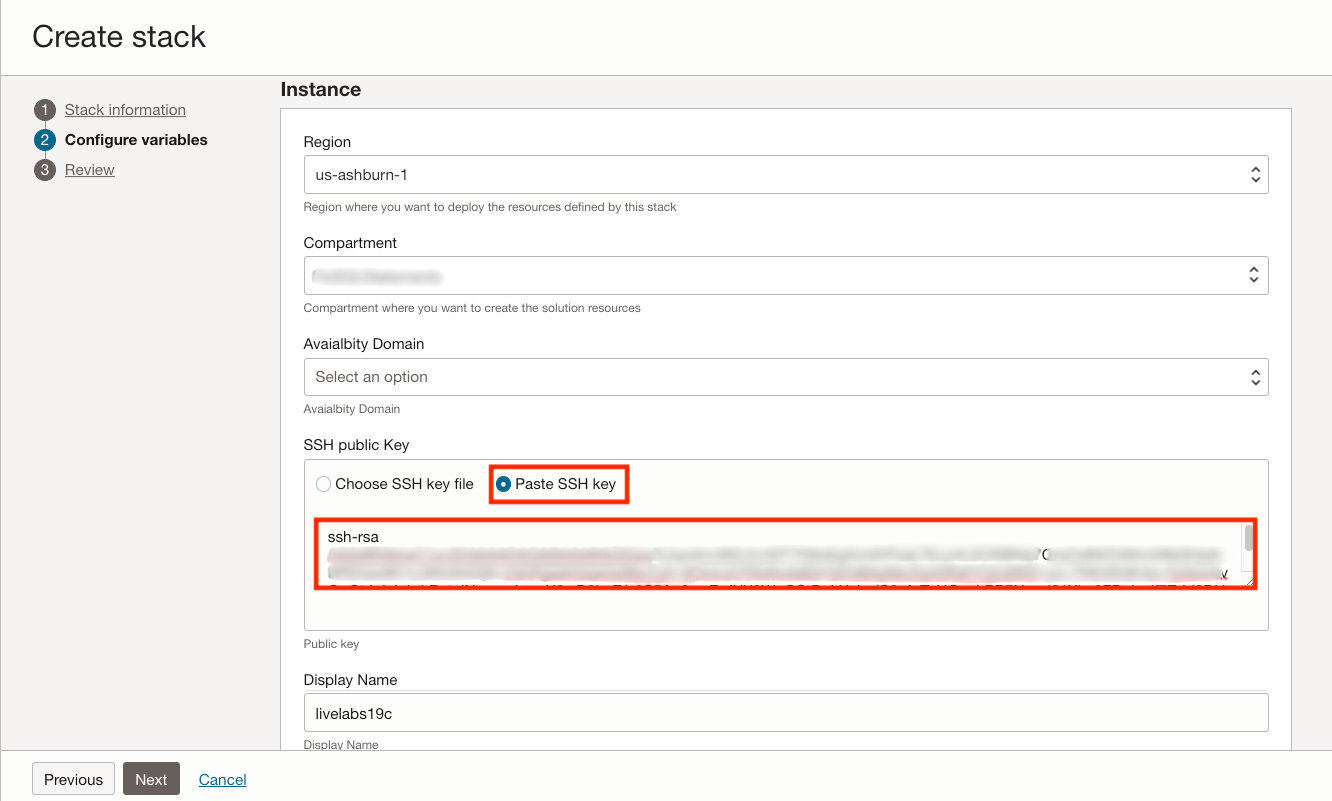 Create stack
1 Stack information
2 Configure variables
3 Review
Instance
Region
us-ashburn-1
Region where you want to deploy the resources defined by this stack
Compartment
Compartment where you want to create the solution resources
Avaialbity Domain
Select an option
Avaialbity Domain
SSH public Key
Choose SSH key file
Paste SSH key
ssh-rsa
Public key
Display Name
livelabs19c
Display Name
Previous
Next
Cancel